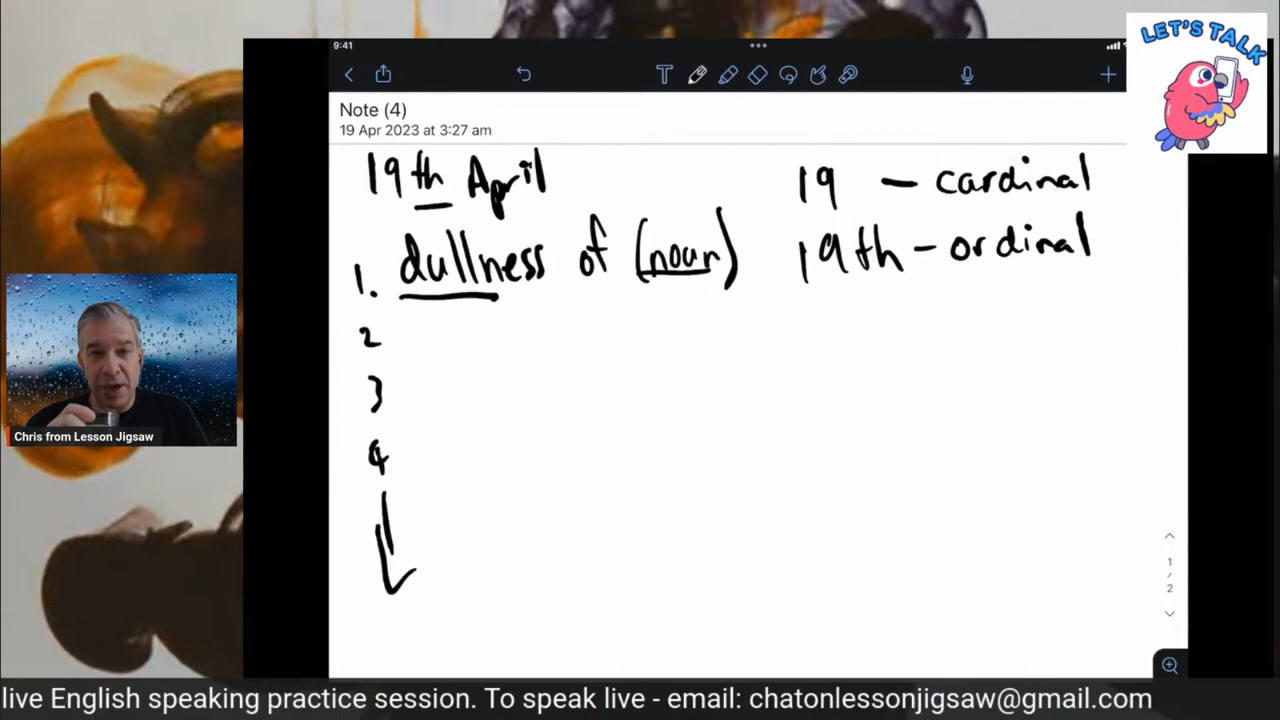 LET'S TALK
9:41
Note (4)
19 Apr 2023 at 3:27 am
19th April
19 - cardinal
1. dullness of (noun)
19th - ordinal
2
3
4
1
/
2
Chris from Lesson Jigsaw
live English speaking practice session. To speak live - email: chatonlessonjigsaw@gmail.com